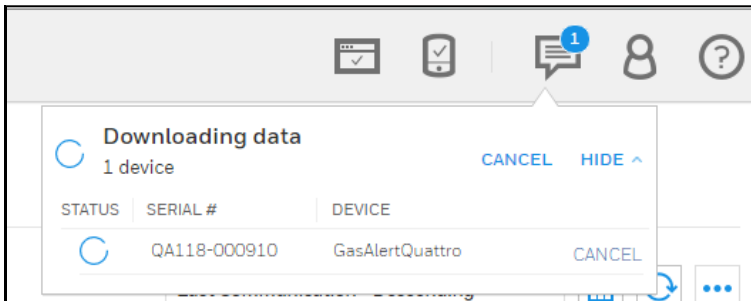 1
Downloading data
1 device
CANCEL HIDE
STATUS SERIAL # DEVICE
QA118-000910 GasAlertQuattro CANCEL